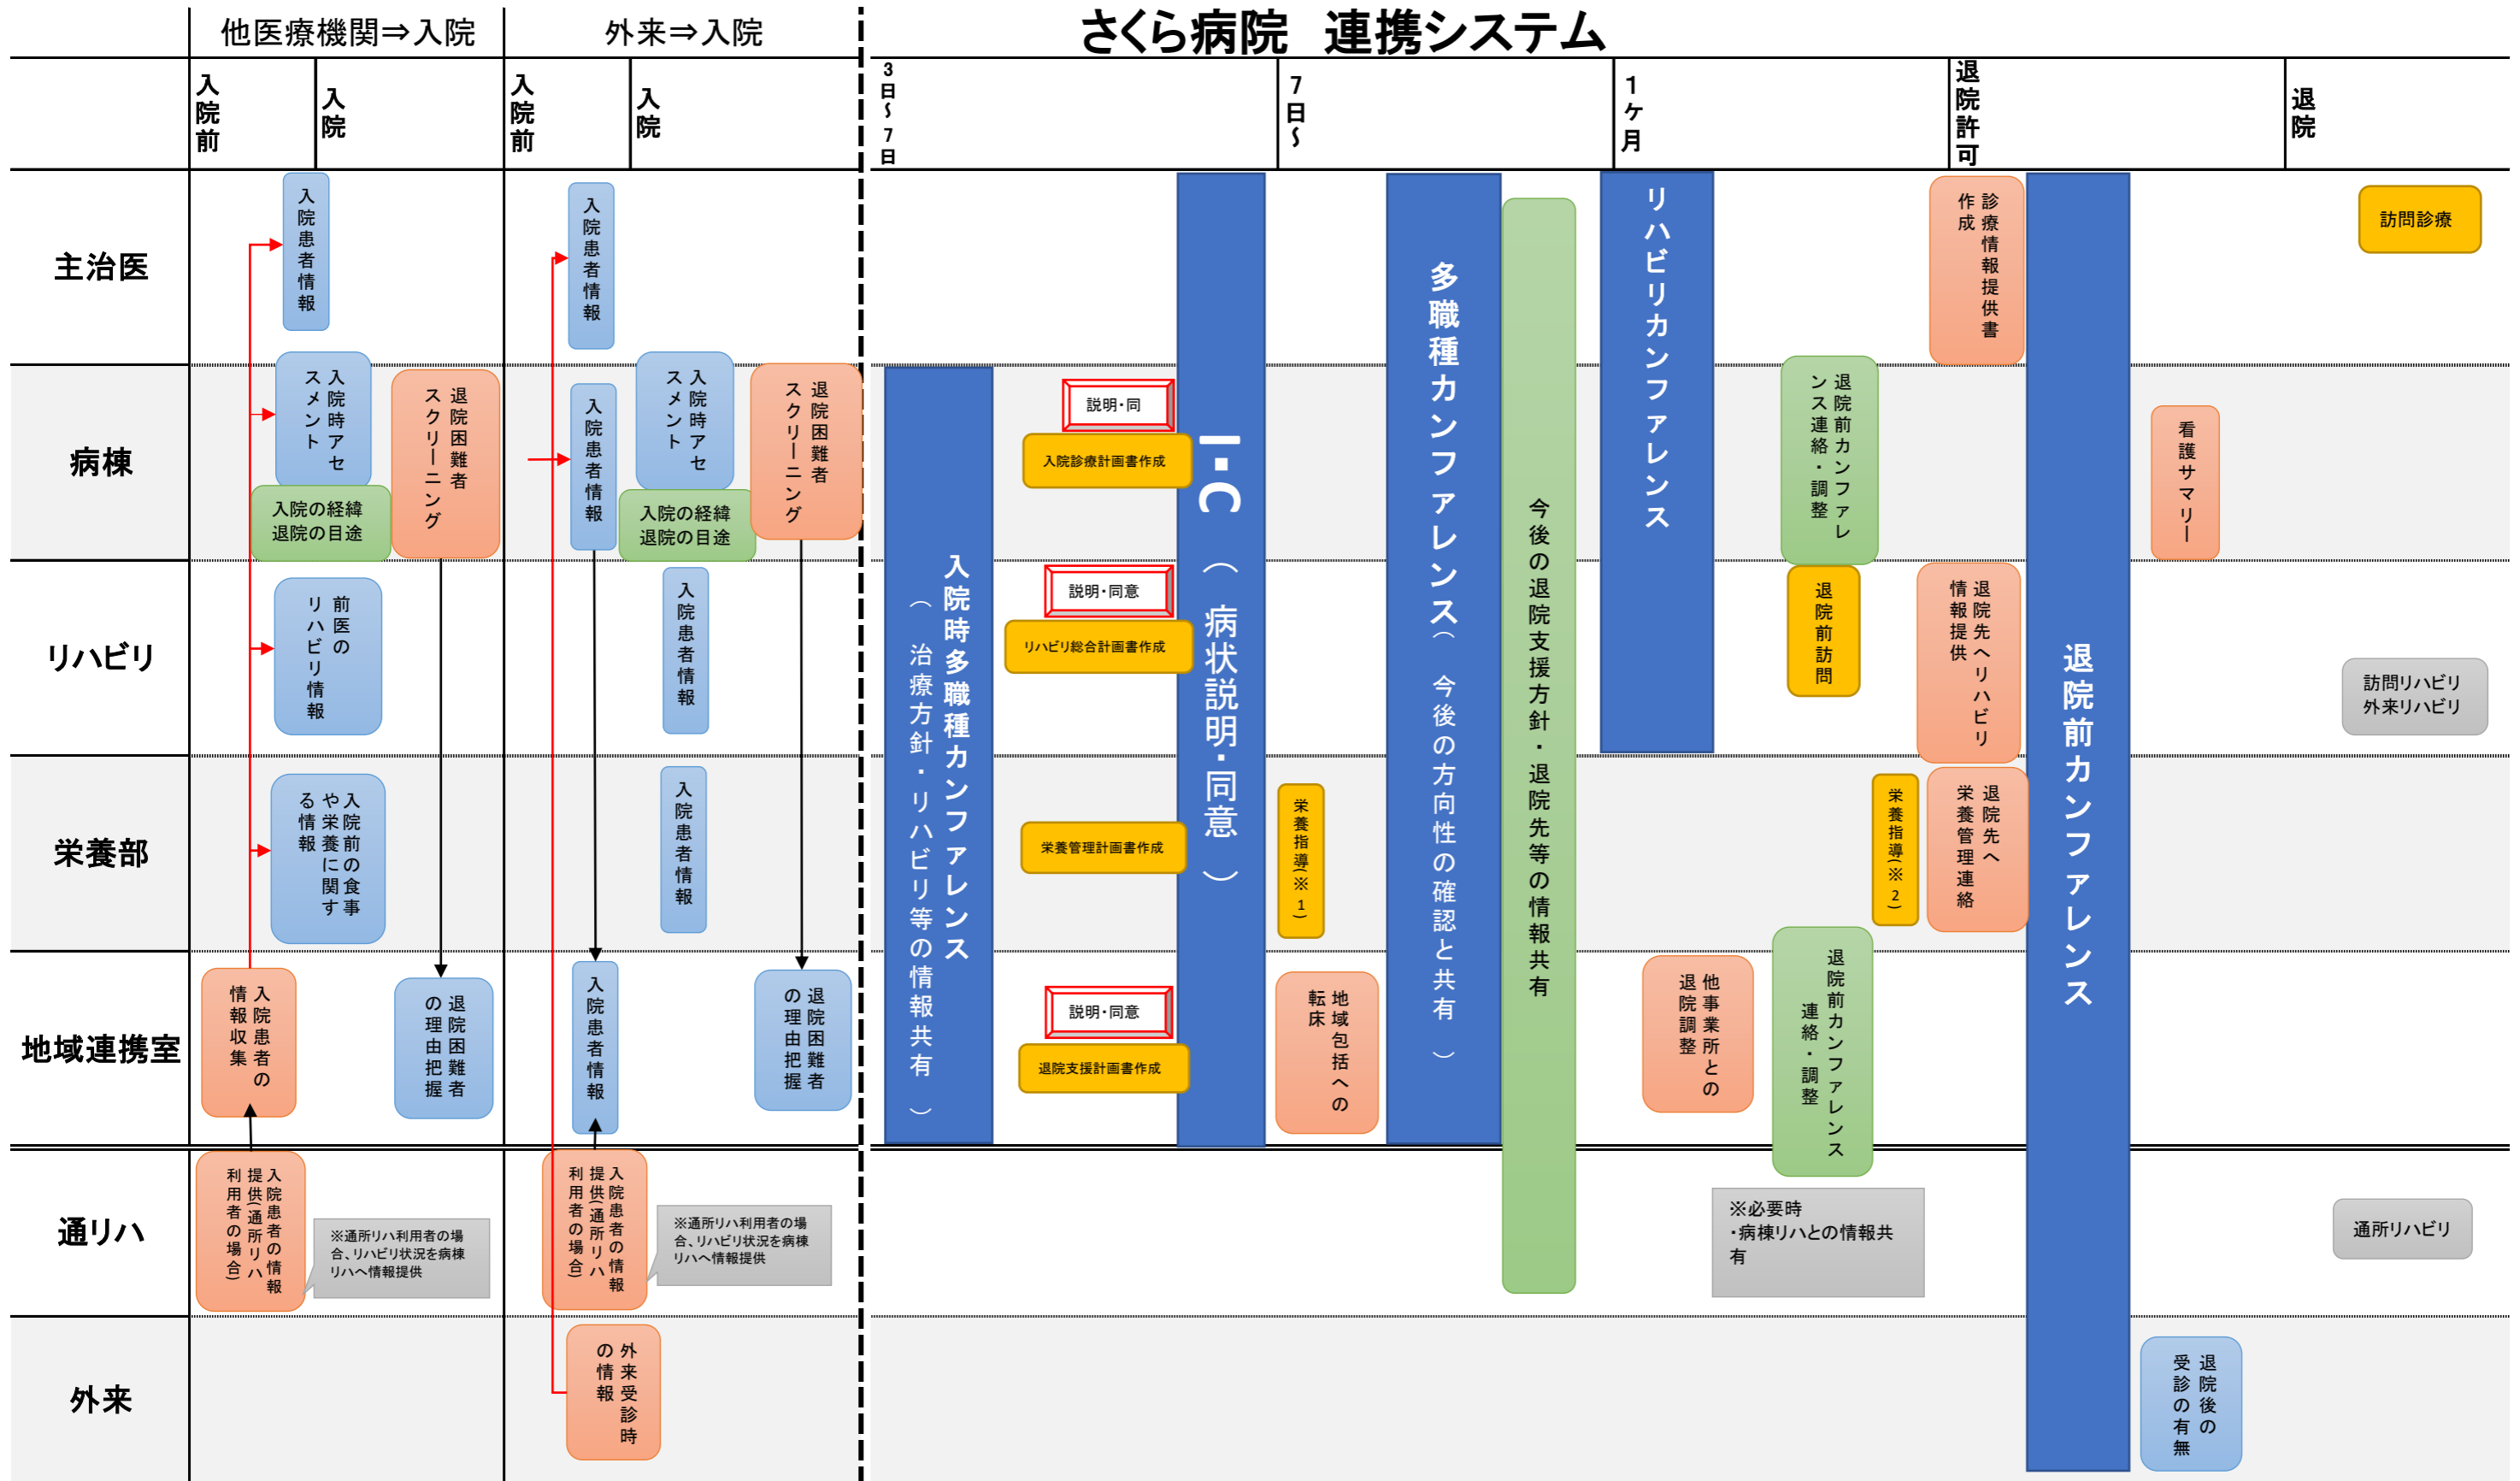 さくら病院　連携システム
他医療機関⇒入院
外来⇒入院
入院前
入院
入院前
入院
3日～7日
7日～
1ヶ月
退院許可
退院
主治医
入院患者情報
入院患者情報
リハビリカンファレンス
診療情報提供書
作成
訪問診療
病棟
入院時アセ
スメント
退院困難者
スクリーニング
入院の経緯
退院の目途
入院患者情報
入院時アセ
スメント
退院困難者
スクリーニング
入院の経緯
退院の目途
入院時多職種カンファレンス
（　治療方針・リハビリ等の情報共有　）
説明・同
入院診療計画書作成
I・C　（　病状説明・同意　）
多職種カンファレンス（　今後の方向性の確認と共有　）
今後の退院支援方針・退院先等の情報共有
退院前カンファレ
ンス連絡・調整
退院前カンファレンス
看護サマリー
リハビリ
前医の
リハビリ情報
入院患者情報
説明・同意
リハビリ総合計画書作成
退院前訪問
退院先へリハビリ
情報提供
訪問リハビリ
外来リハビリ
栄養部
入院前の食事
や栄養に関す
る情報
入院患者情報
栄養管理計画書作成
栄養指導(※1)
栄養指導(※2)
退院先へ
栄養管理連絡
地域連携室
入院患者の
情報収集
退院困難者
の理由把握
入院患者情報
退院困難者
の理由把握
説明・同意
退院支援計画書作成
地域包括への
転床
他事業所との
退院調整
退院前カンファレンス
連絡・調整
通リハ
入院患者の情報
提供(通所リハ
利用者の場合)
※通所リハ利用者の場
合、リハビリ状況を病棟
リハへ情報提供
入院患者の情報
提供(通所リハ
利用者の場合)
※通所リハ利用者の場
合、リハビリ状況を病棟
リハへ情報提供
※必要時
・病棟リハとの情報共
有
通所リハビリ
外来
外来受診時
の情報
退院後の
受診の有無